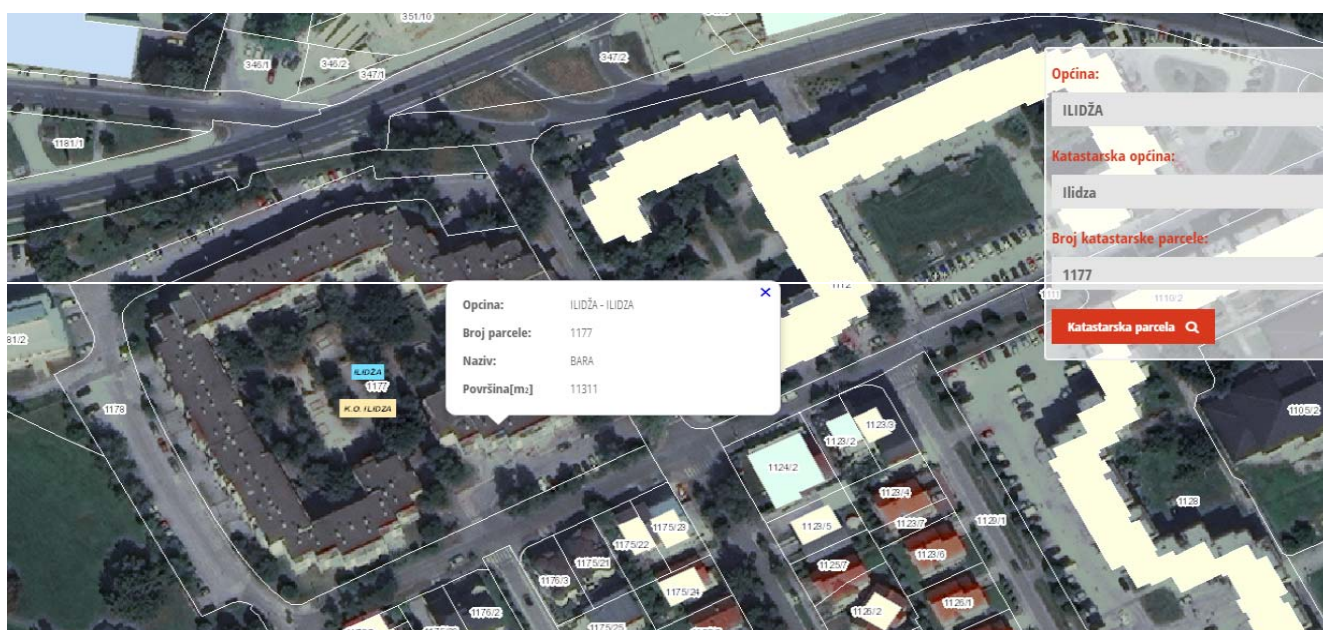 351/10
346/1
346/2
347/1
347/2
1181/1
Općina:
ILIDŽA
Katastarska općina:
Ilidza
Broj katastarske parcele:
1177
Katastarska parcela
1110/2
Opcina: ILIDŽA - ILIDZA
Broj parcele: 1177
Naziv: BARA
Površina[m2] 11311
81/2
ILIDŽA
1177
K.O. ILIDZA
1178
1105/2
1123/3
1123/2
1124/2
1123/4
1128
1129/1
1123/5
1123/7
1175/23
1175/22
1123/6
1175/21
1125/7
1176/3
1175/24
1126/1
1126/2
1176/2
1175/25